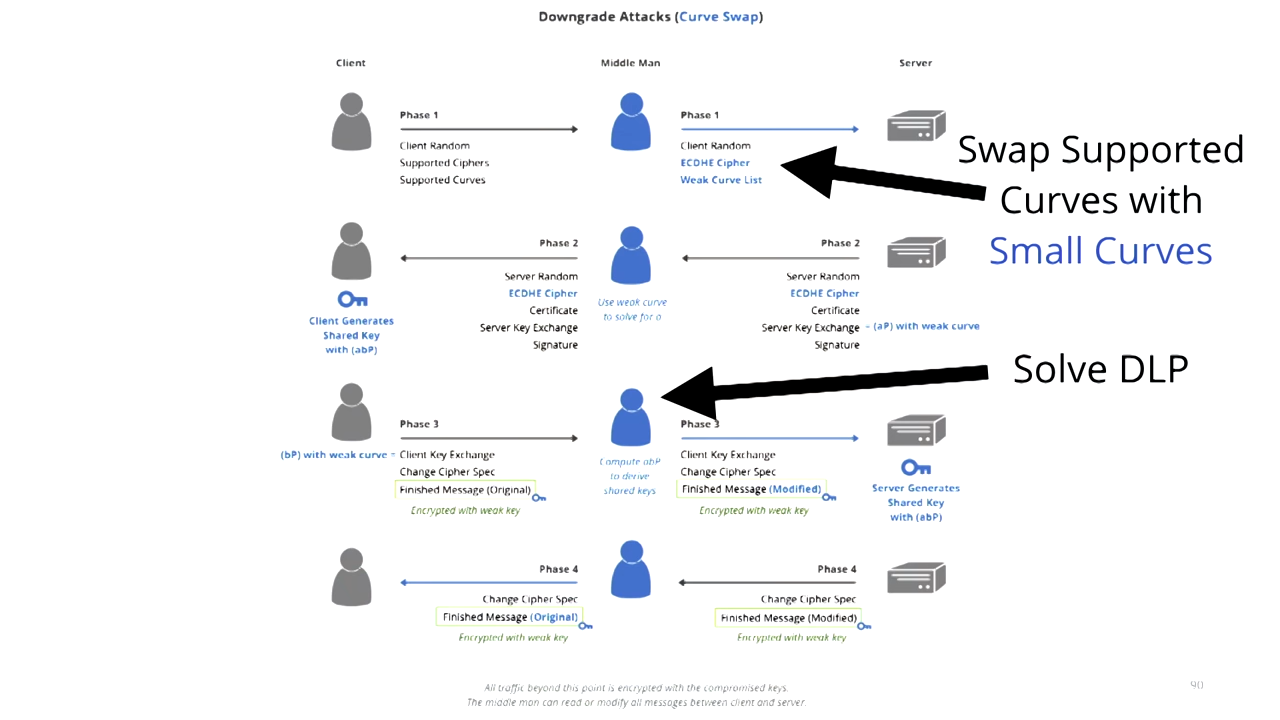 Downgrade Attacks (Curve Swap)
Client
Middle Man
Server
Phase 1
Client Random
Supported Ciphers
Supported Curves
Phase 1
Client Random
ECDHE Cipher
Weak Curve List
Swap Supported
Curves with
Small Curves
Phase 2
Server Random
ECDHE Cipher
Certificate
Server Key Exchange
Signature
Client Generates
Shared Key
with (abP)
Use weak curve
to solve for a
Phase 2
Server Random
ECDHE Cipher
Certificate
Server Key Exchange = (aP) with weak curve
Signature
Solve DLP
Phase 3
(bP) with weak curve = Client Key Exchange
Change Cipher Spec
Finished Message (Original)
Encrypted with weak key
Compute abP
to derive
shared keys
Phase 3
Client Key Exchange
Change Cipher Spec
Finished Message (Modified)
Encrypted with weak key
Server Generates
Shared Key
with (abP)
Phase 4
Change Cipher Spec
Finished Message (Original)
Encrypted with weak key
Phase 4
Change Cipher Spec
Finished Message (Modified)
Encrypted with weak key
All traffic beyond this point is encrypted with the compromised keys.
The middle man can read or modify all messages between client and server.
90